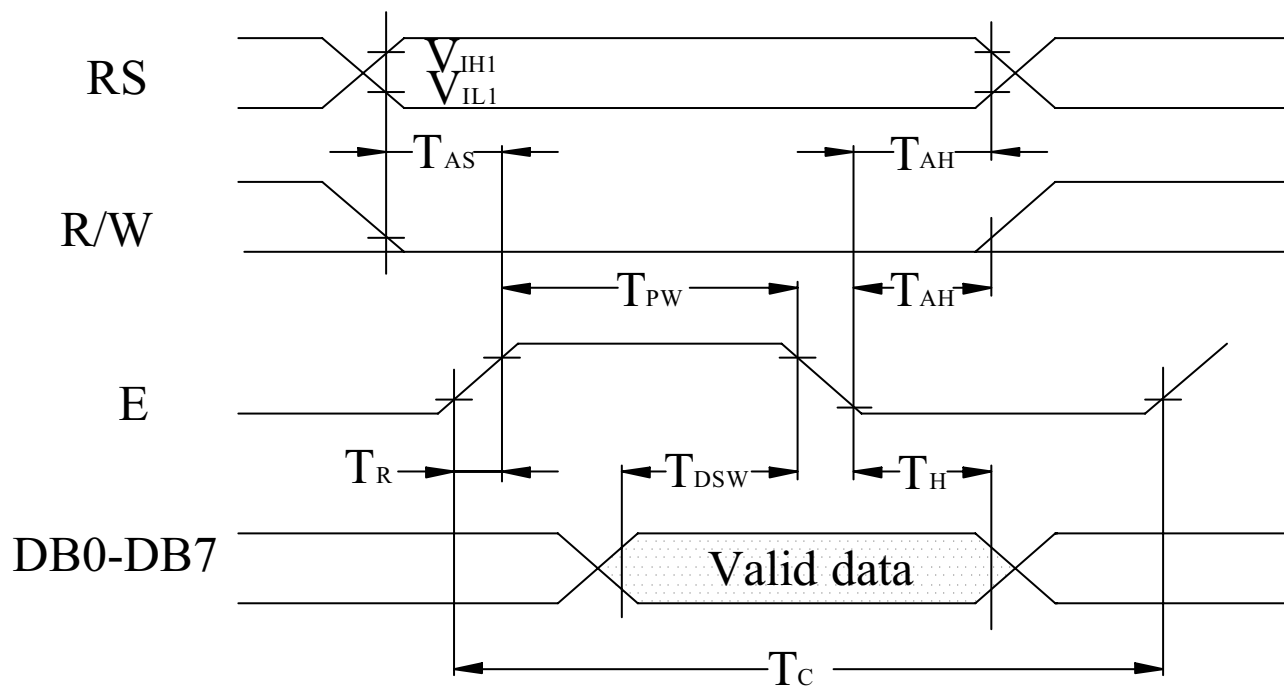 RS
VIH1
VIL1
TAS
TAH
R/W
TPW
TAH
E
TR
TDSW
TH
DB0-DB7
Valid data
TC